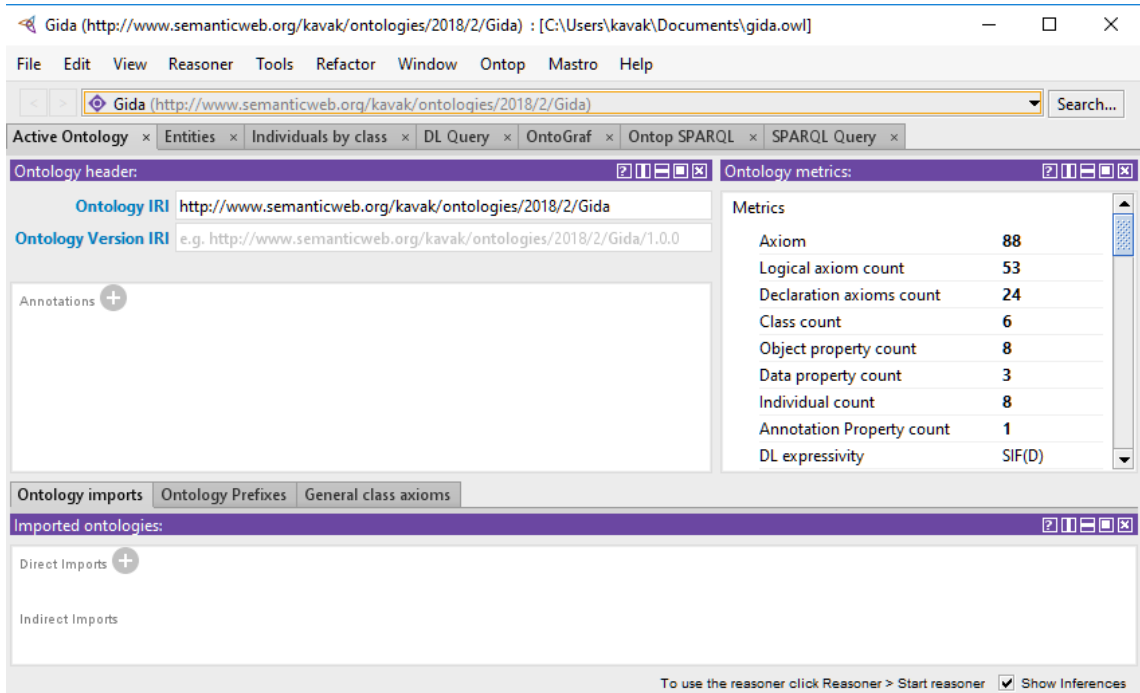 Gida (http://www.semanticweb.org/kavak/ontologies/2018/2/Gida) : [C:\Users\kavak\Documents\gida.owl]
File Edit View Reasoner Tools Refactor Window Ontop Mastro Help
< > Gida (http://www.semanticweb.org/kavak/ontologies/2018/2/Gida) Search...
Active Ontology × Entities × Individuals by class × DL Query × OntoGraf × Ontop SPARQL × SPARQL Query ×
Ontology header:
Ontology IRI http://www.semanticweb.org/kavak/ontologies/2018/2/Gida
Ontology Version IRI e.g. http://www.semanticweb.org/kavak/ontologies/2018/2/Gida/1.0.0
Annotations
Ontology metrics:
Metrics
Axiom 88
Logical axiom count 53
Declaration axioms count 24
Class count 6
Object property count 8
Data property count 3
Individual count 8
Annotation Property count 1
DL expressivity SIF(D)
Ontology imports Ontology Prefixes General class axioms
Imported ontologies:
Direct Imports
Indirect Imports
To use the reasoner click Reasoner > Start reasoner Show Inferences